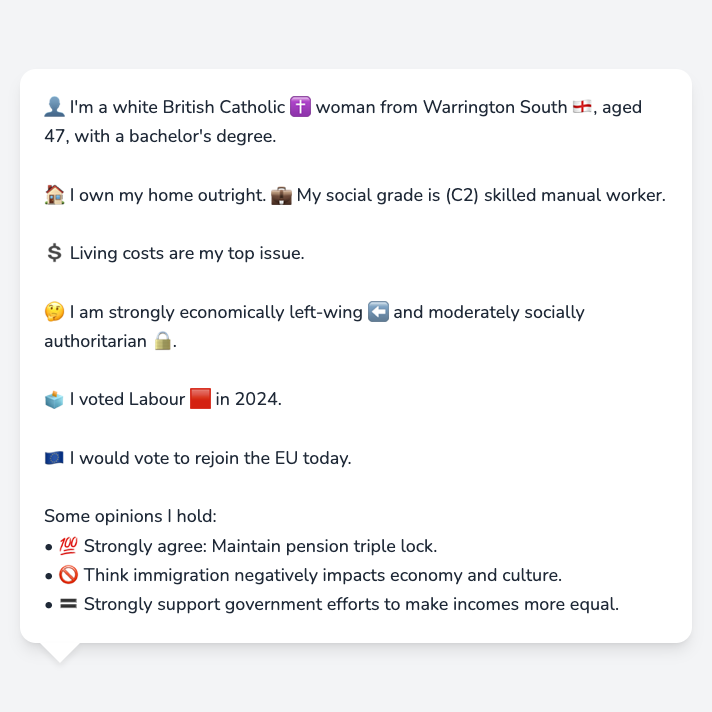 👤 I'm a white British Catholic ✝️ woman from Warrington South 🏴󠁧󠁢󠁥󠁮󠁧󠁿, aged
47, with a bachelor's degree.
🏠 I own my home outright. 💼 My social grade is (C2) skilled manual worker.
💲 Living costs are my top issue.
🤔 I am strongly economically left-wing ⬅️ and moderately socially
authoritarian 🔒.
🗳️ I voted Labour 🟥 in 2024.
🇪🇺 I would vote to rejoin the EU today.
Some opinions I hold:
• 💯 Strongly agree: Maintain pension triple lock.
• 🚫 Think immigration negatively impacts economy and culture.
• 🟰 Strongly support government efforts to make incomes more equal.